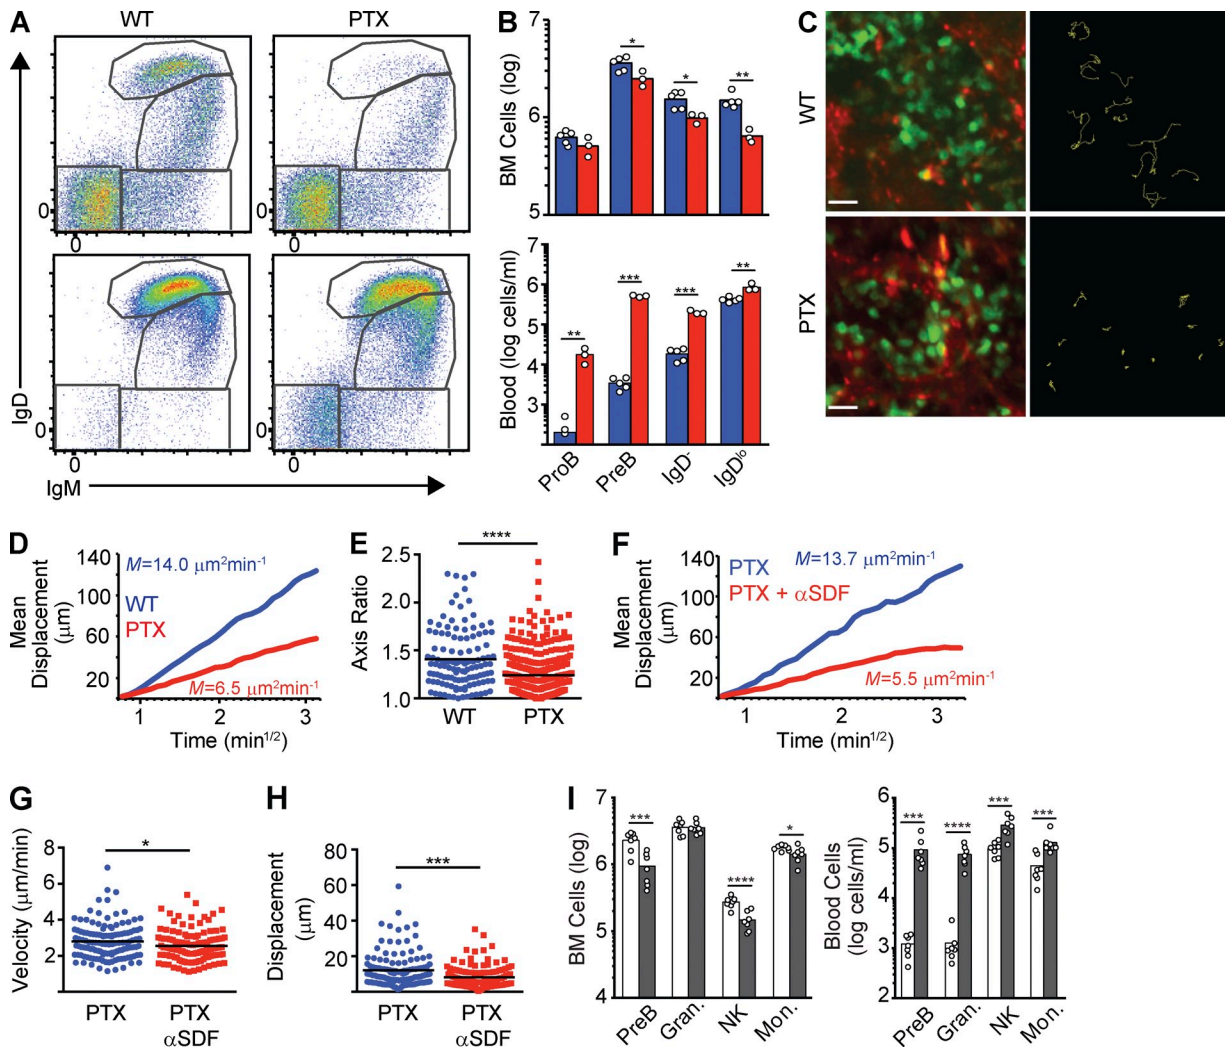 A
WT
PTX
0
0
0
0
0
0
0
0
IgD
IgM
B
BM Cells (log)
7
6
5
*
*
**
Blood (log cells/ml)
6
5
4
3
**
***
***
**
ProB
PreB
IgD-
IgDlo
C
WT
PTX
D
Mean
Displacement
(μm)
140
100
60
20
M=14.0 μm2min-1
WT
PTX
M=6.5 μm2min-1
1
2
3
Time (min1/2)
E
Axis Ratio
2.5
2.0
1.5
1.0
****
WT
PTX
F
Mean
Displacement
(μm)
140
100
60
20
PTX
M=13.7 μm2min-1
PTX + αSDF
M=5.5 μm2min-1
1
2
3
Time (min1/2)
G
Velocity (μm/min)
8
6
4
2
*
PTX
PTX
αSDF
H
Displacement
(μm)
80
60
40
20
***
PTX
PTX
αSDF
I
BM Cells (log)
7
6
5
4
***
****
*
PreB
Gran.
NK
Mon.
Blood Cells
(log cells/ml)
6
5
4
3
2
***
****
***
***
PreB
Gran.
NK
Mon.